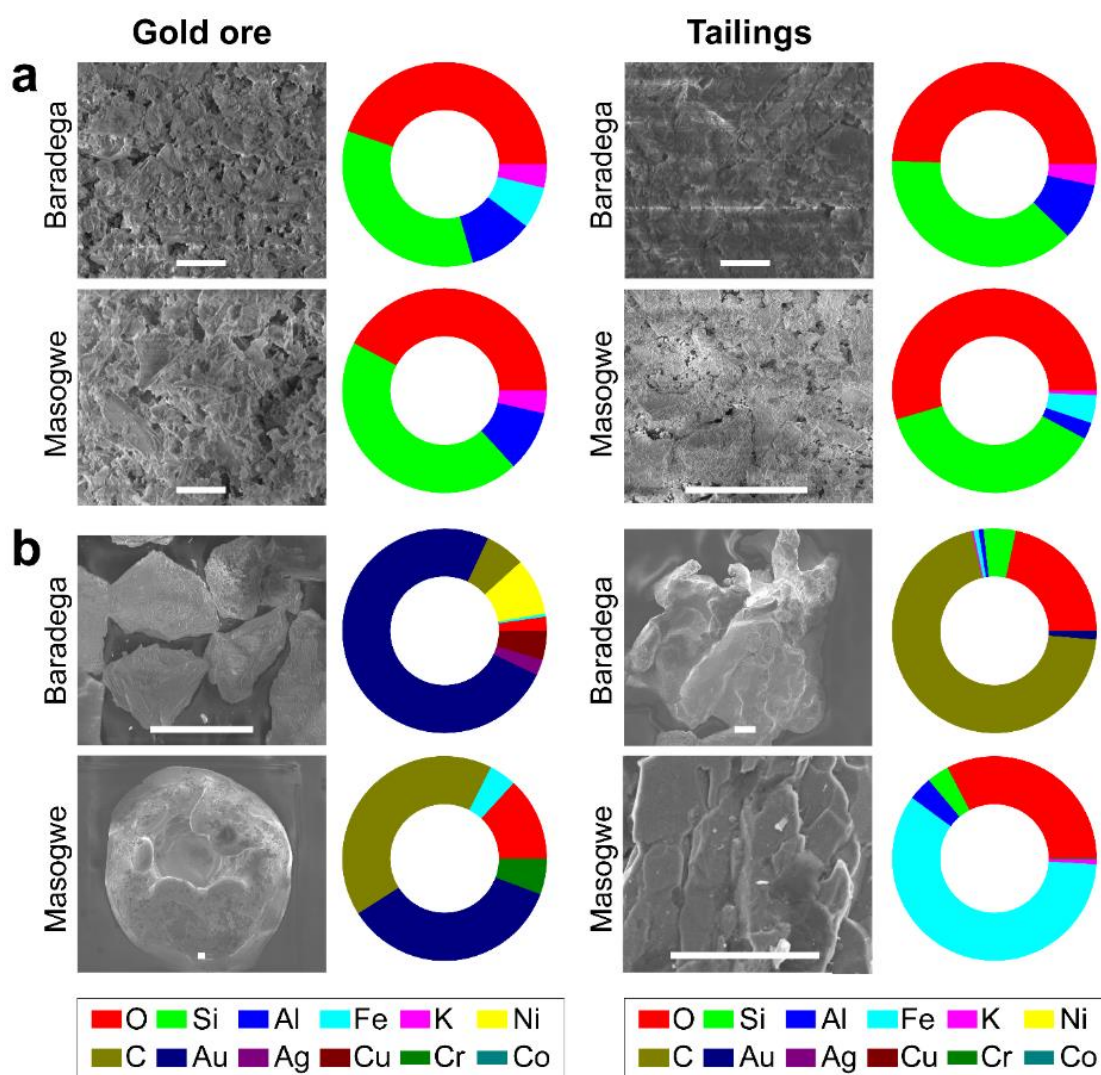 Gold ore
Tailings
a
Baradega
Baradega
Masogwe
Masogwe
b
Baradega
Baradega
Masogwe
Masogwe
O Si Al Fe K Ni
C Au Ag Cu Cr Co
O Si Al Fe K Ni
C Au Ag Cu Cr Co